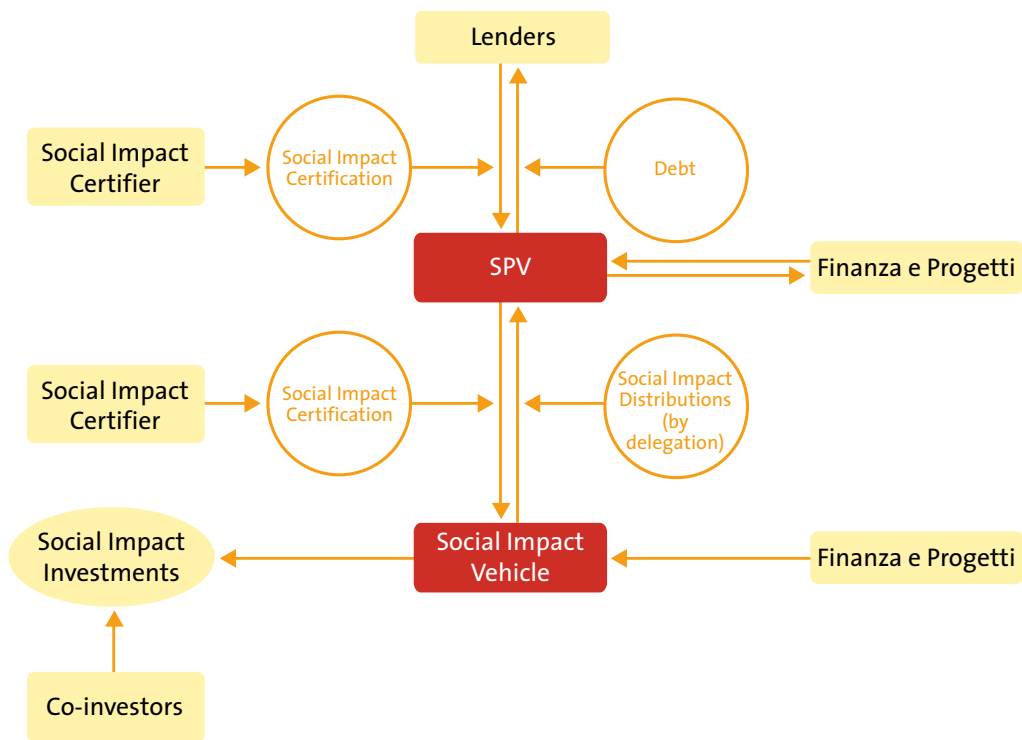 Lenders
Social Impact
Certifier
Social Impact
Certification
Debt
SPV
Finanza e Progetti
Social Impact
Certifier
Social Impact
Certification
Social Impact
Distributions
(by
delegation)
Social Impact
Investments
Social Impact
Vehicle
Finanza e Progetti
Co-investors